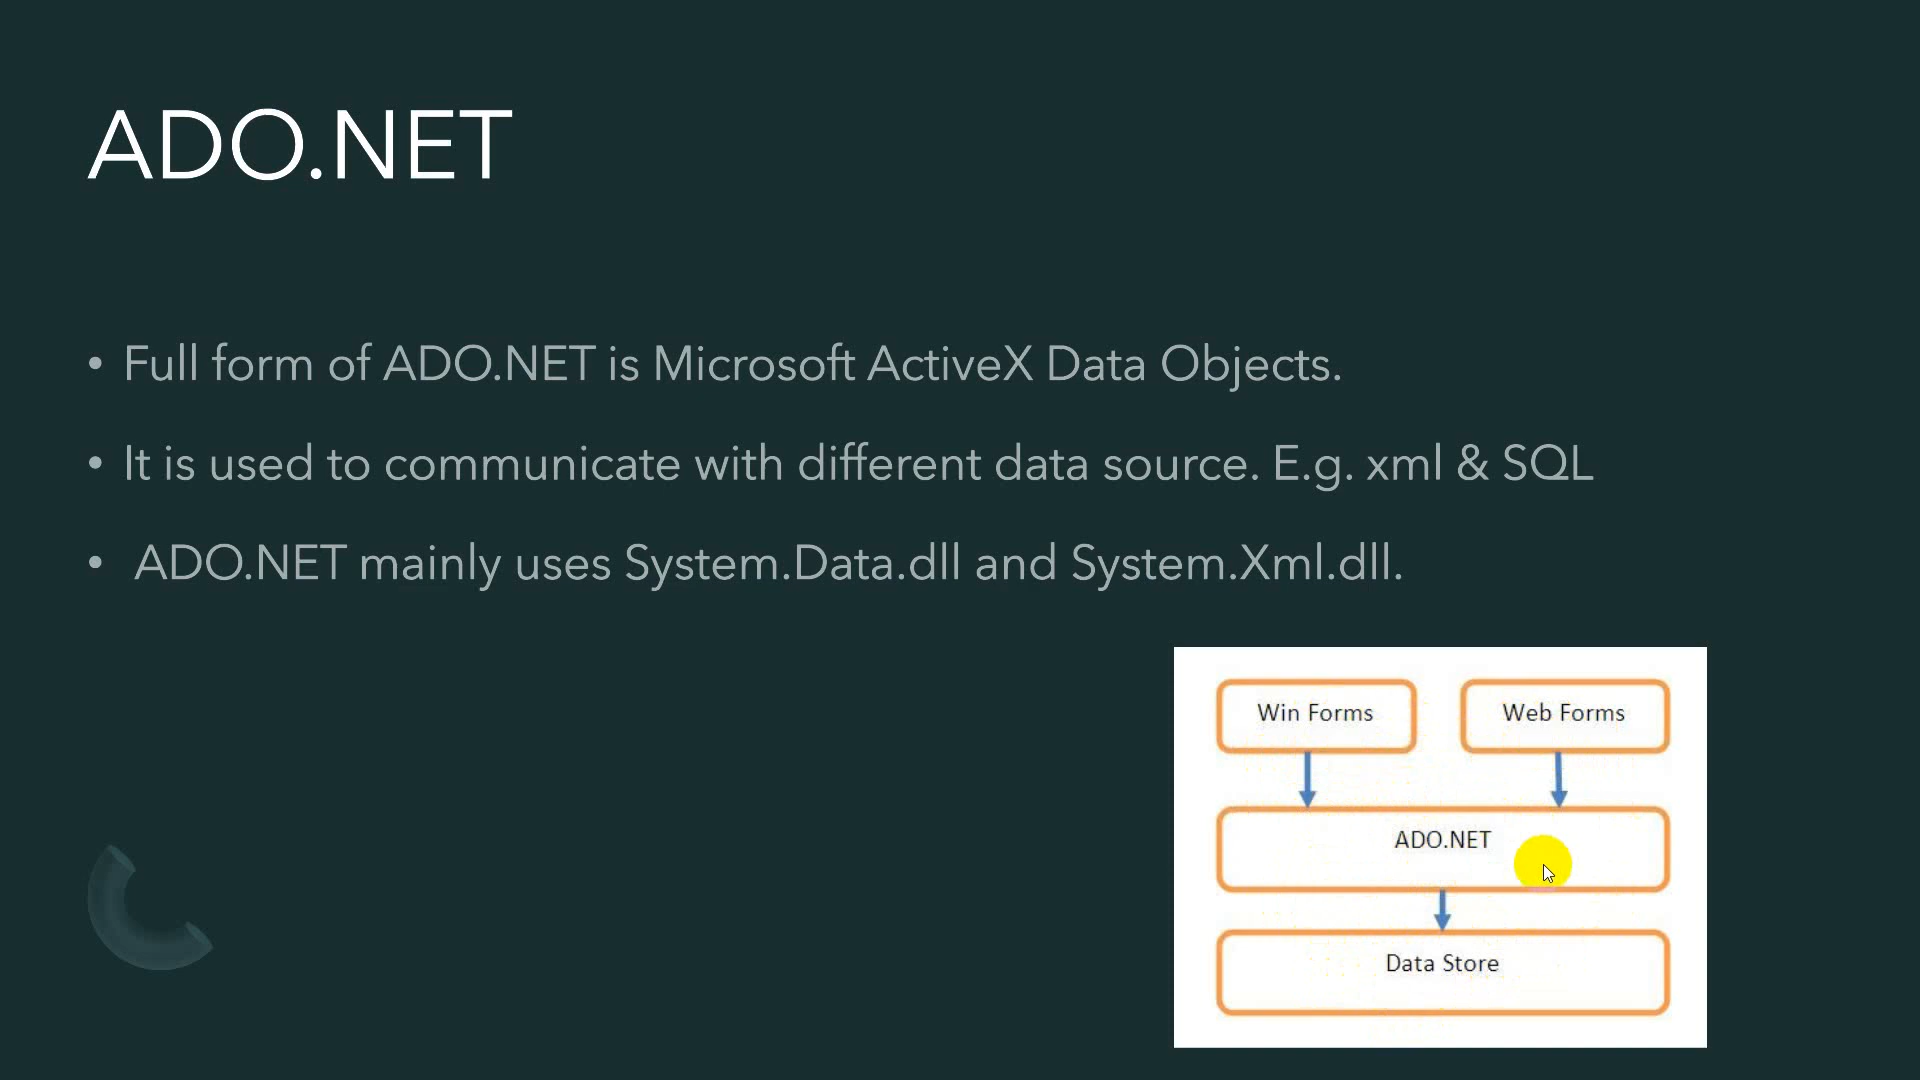 ADO.NET
• Full form of ADO.NET is Microsoft ActiveX Data Objects.
• It is used to communicate with different data source. E.g. xml & SQL
• ADO.NET mainly uses System.Data.dll and System.Xml.dll.
Win Forms
Web Forms
ADO.NET
Data Store